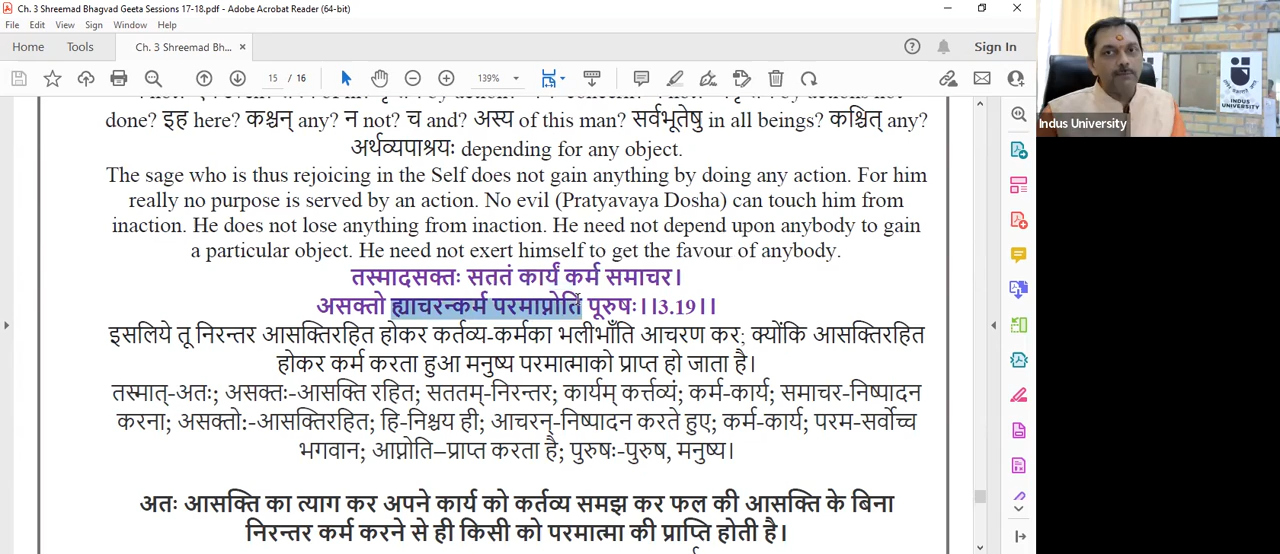 Ch. 3 Shreemad Bhagvad Geeta Sessions 17-18.pdf - Adobe Acrobat Reader (64-bit)
File Edit View Sign Window Help
Home Tools Ch. 3 Shreemad Bh... × Sign In
15 / 16 139%
done? इह here? कश्चन् any? न not? च and? अस्य of this man? सर्वभूतेषु in all beings? कश्चित् any?
अर्थव्यपाश्रयः depending for any object.
The sage who is thus rejoicing in the Self does not gain anything by doing any action. For him
really no purpose is served by an action. No evil (Pratyavaya Dosha) can touch him from
inaction. He does not lose anything from inaction. He need not depend upon anybody to gain
a particular object. He need not exert himself to get the favour of anybody.
तस्मादसक्तः सततं कार्यं कर्म समाचर।
असक्तो ह्याचरन्कर्म परमाप्नोति पूरुषः।।3.19।।
इसलिये तू निरन्तर आसक्तिरहित होकर कर्तव्य-कर्मका भलीभाँति आचरण कर; क्योंकि आसक्तिरहित
होकर कर्म करता हुआ मनुष्य परमात्माको प्राप्त हो जाता है।
तस्मात्-अतः; असक्तः-आसक्ति रहित; सततम्-निरन्तर; कार्यम् कर्त्तव्यं; कर्म-कार्य; समाचर-निष्पादन
करना; असक्तो:-आसक्तिरहित; हि-निश्चय ही; आचरन्-निष्पादन करते हुए; कर्म-कार्य; परम-सर्वोच्च
भगवान; आप्नोति–प्राप्त करता है; पुरुषः-पुरुष, मनुष्य।
अतः आसक्ति का त्याग कर अपने कार्य को कर्तव्य समझ कर फल की आसक्ति के बिना
निरन्तर कर्म करने से ही किसी को परमात्मा की प्राप्ति होती है।
INDUS
UNIVERSITY
Indus University